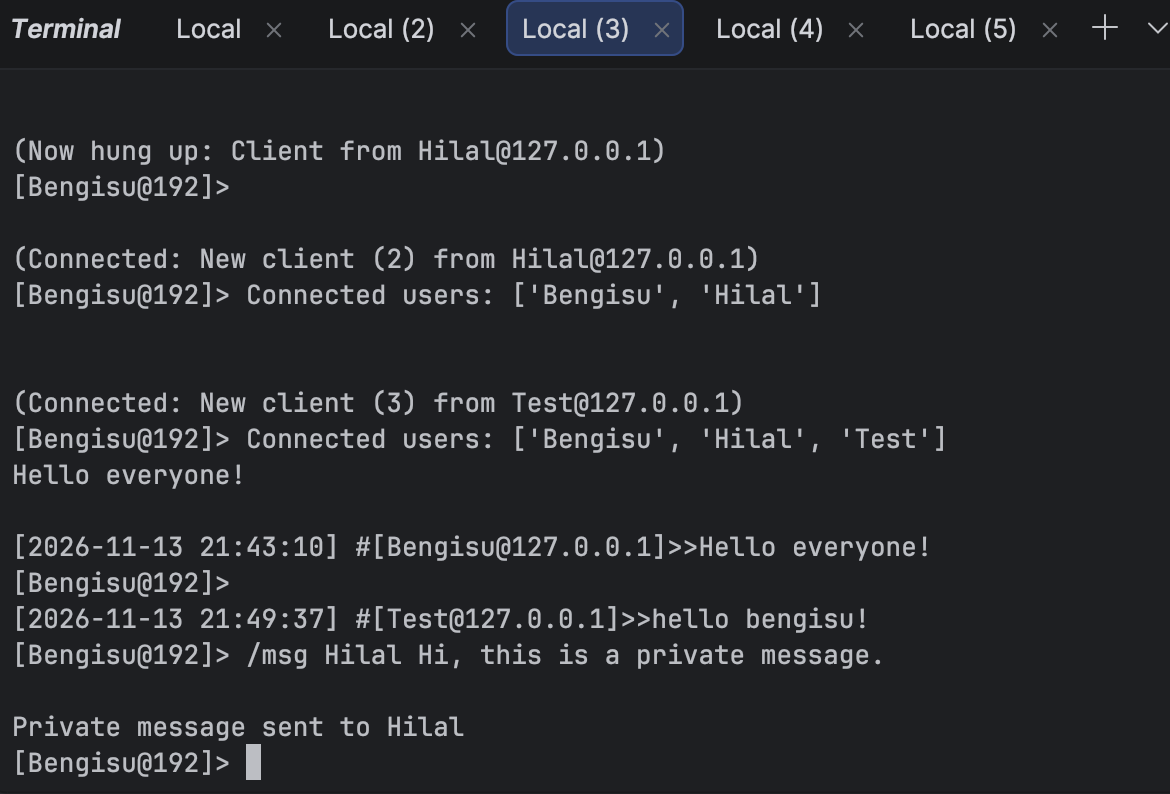 Terminal Local × Local (2) × Local (3) × Local (4) × Local (5) ×
(Now hung up: Client from Hilal@127.0.0.1)
[Bengisu@192]>
(Connected: New client (2) from Hilal@127.0.0.1)
[Bengisu@192]> Connected users: ['Bengisu', 'Hilal']
(Connected: New client (3) from Test@127.0.0.1)
[Bengisu@192]> Connected users: ['Bengisu', 'Hilal', 'Test']
Hello everyone!
[2026-11-13 21:43:10] #[Bengisu@127.0.0.1]>>Hello everyone!
[Bengisu@192]>
[2026-11-13 21:49:37] #[Test@127.0.0.1]>>hello bengisu!
[Bengisu@192]> /msg Hilal Hi, this is a private message.
Private message sent to Hilal
[Bengisu@192]>